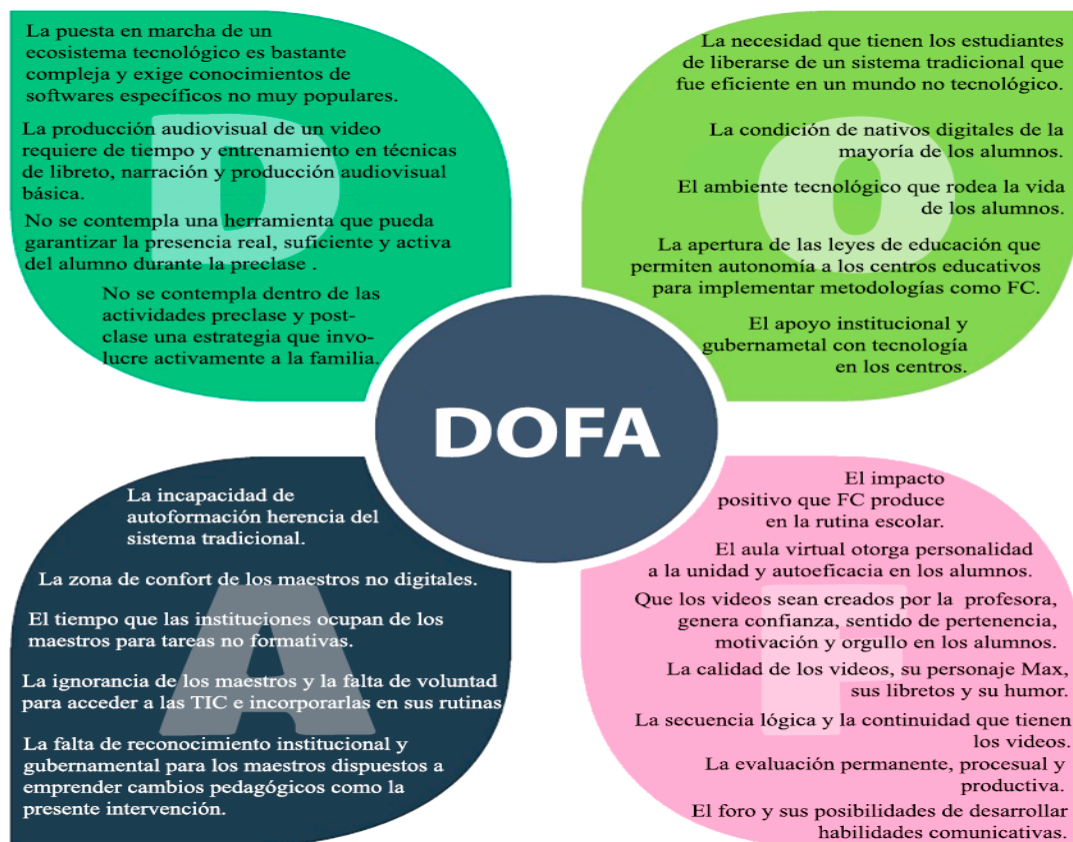 La puesta en marcha de un
ecosistema tecnológico es bastante
compleja y exige conocimientos de
softwares específicos no muy populares.
La producción audiovisual de un video
requiere de tiempo y entrenamiento en técnicas
de libreto, narración y producción audiovisual
básica.
No se contempla una herramienta que pueda
garantizar la presencia real, suficiente y activa
del alumno durante la preclase .
No se contempla dentro de las
actividades preclase y post-
clase una estrategia que invo-
lucre activamente a la familia.
D
La necesidad que tienen los estudiantes
de liberarse de un sistema tradicional que
fue eficiente en un mundo no tecnológico.
La condición de nativos digitales de la
mayoría de los alumnos.
El ambiente tecnológico que rodea la vida
de los alumnos.
La apertura de las leyes de educación que
permiten autonomía a los centros educativos
para implementar metodologías como FC.
El apoyo institucional y
gubernametal con tecnología
en los centros.
O
DOFA
La incapacidad de
autoformación herencia del
sistema tradicional.
La zona de confort de los maestros no digitales.
El tiempo que las instituciones ocupan de los
maestros para tareas no formativas.
La ignorancia de los maestros y la falta de voluntad
para acceder a las TIC e incorporarlas en sus rutinas
La falta de reconocimiento institucional y
gubernamental para los maestros dispuestos a
emprender cambios pedagógicos como la
presente intervención.
A
El impacto
positivo que FC produce
en la rutina escolar.
El aula virtual otorga personalidad
a la unidad y autoeficacia en los alumnos.
Que los videos sean creados por la profesora,
genera confianza, sentido de pertenencia,
motivación y orgullo en los alumnos.
La calidad de los videos, su personaje Max,
sus libretos y su humor.
La secuencia lógica y la continuidad que tienen
los videos.
La evaluación permanente, procesual y
productiva.
El foro y sus posibilidades de desarrollar
habilidades comunicativas.
F